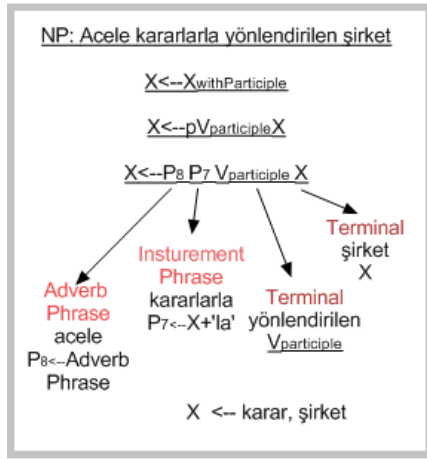 NP: Acele kararlarla yönlendirilen şirket
X<--XwithParticiple
X<--pVparticipleX
X<--P8 P7 Vparticiple X
Terminal
şirket
X
Insturement
Phrase
kararlarla
P7<--X+'la'
Adverb
Phrase
acele
P8<--Adverb
Phrase
Terminal
yönlendirilen
Vparticiple
X <-- karar, şirket